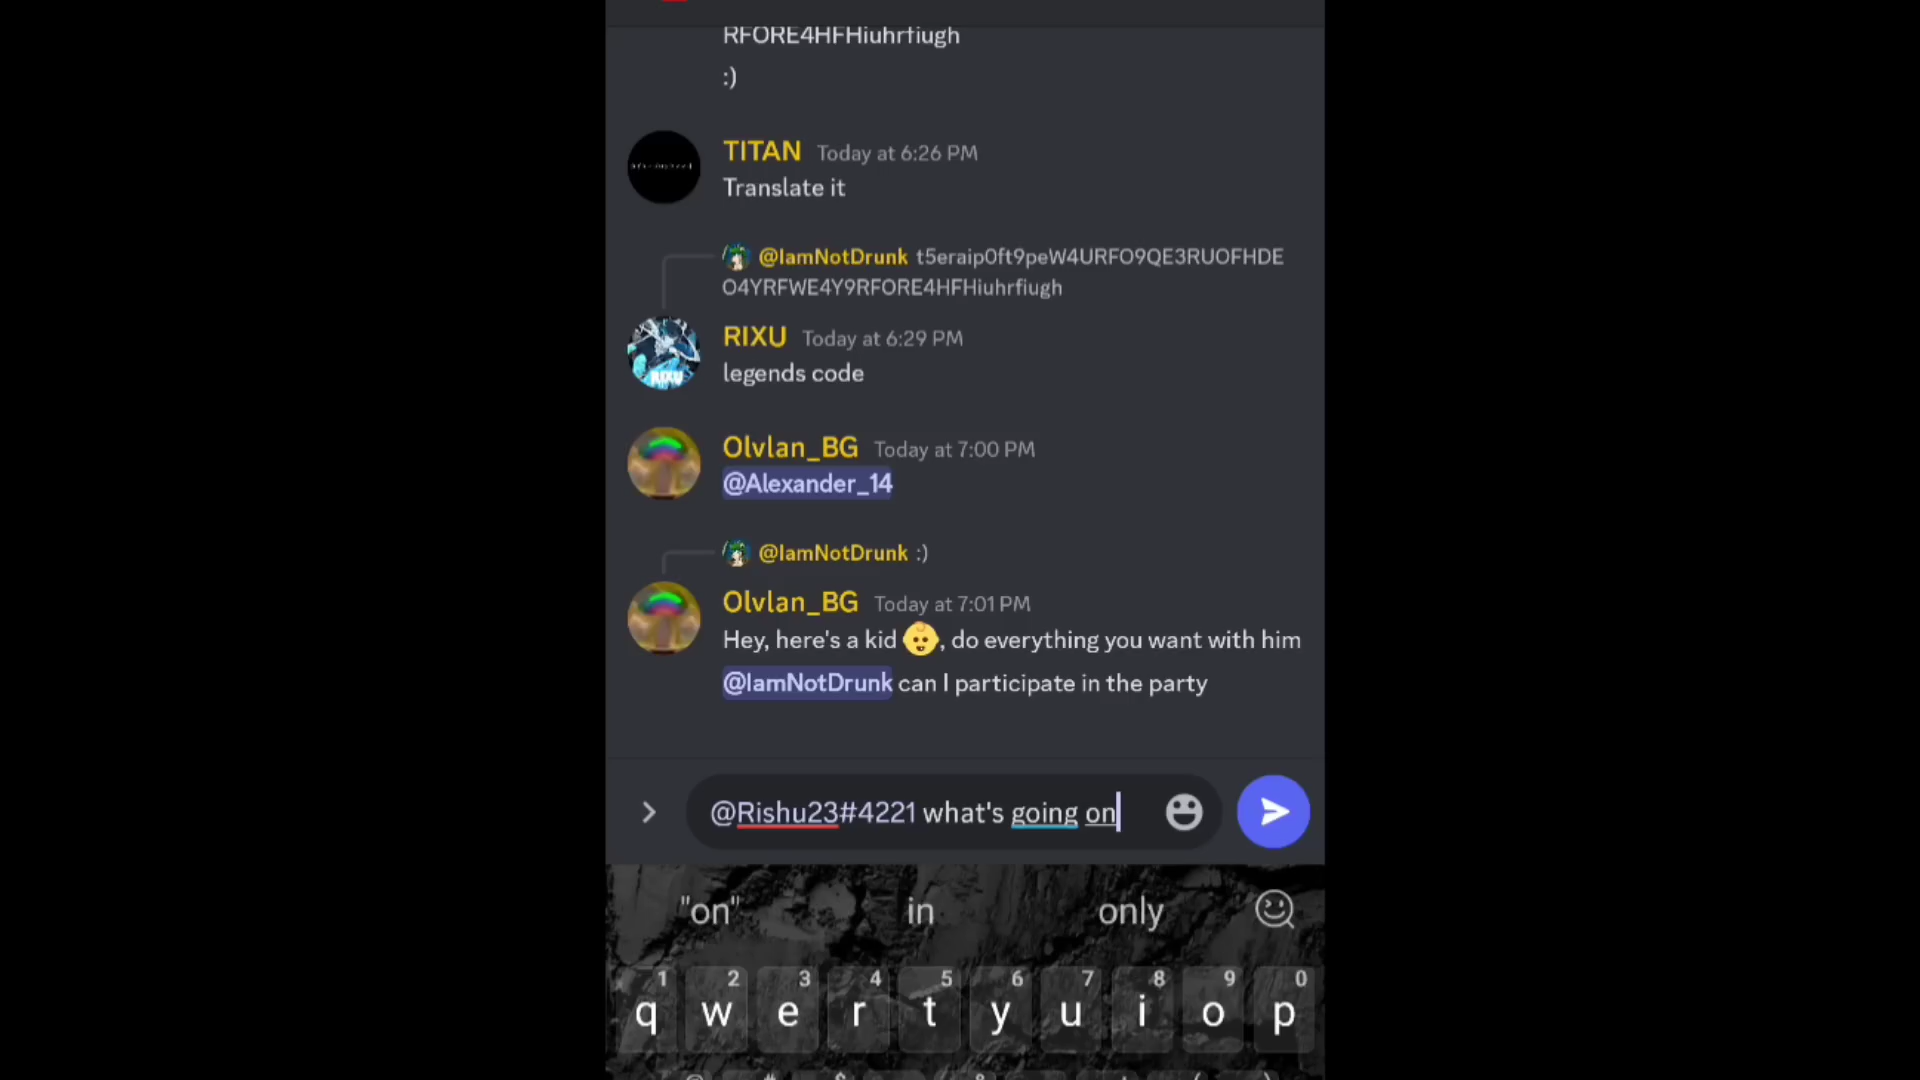 RFORE4HFHiuhrfiugh
:)
TITAN Today at 6:26 PM
Translate it
@IamNotDrunk t5eraip0ft9peW4URFO9QE3RUOFHDE
O4YRFWE4Y9RFORE4HFHiuhrfiugh
RIXU Today at 6:29 PM
legends code
RIXU
Olvlan_BG Today at 7:00 PM
@Alexander_14
@IamNotDrunk :)
Olvlan_BG Today at 7:01 PM
Hey, here's a kid 👶, do everything you want with him
@IamNotDrunk can I participate in the party
@Rishu23#4221 what's going on
"on" in only
1 2 3 4 5 6 7 8 9 0
q w e r t y u i o p